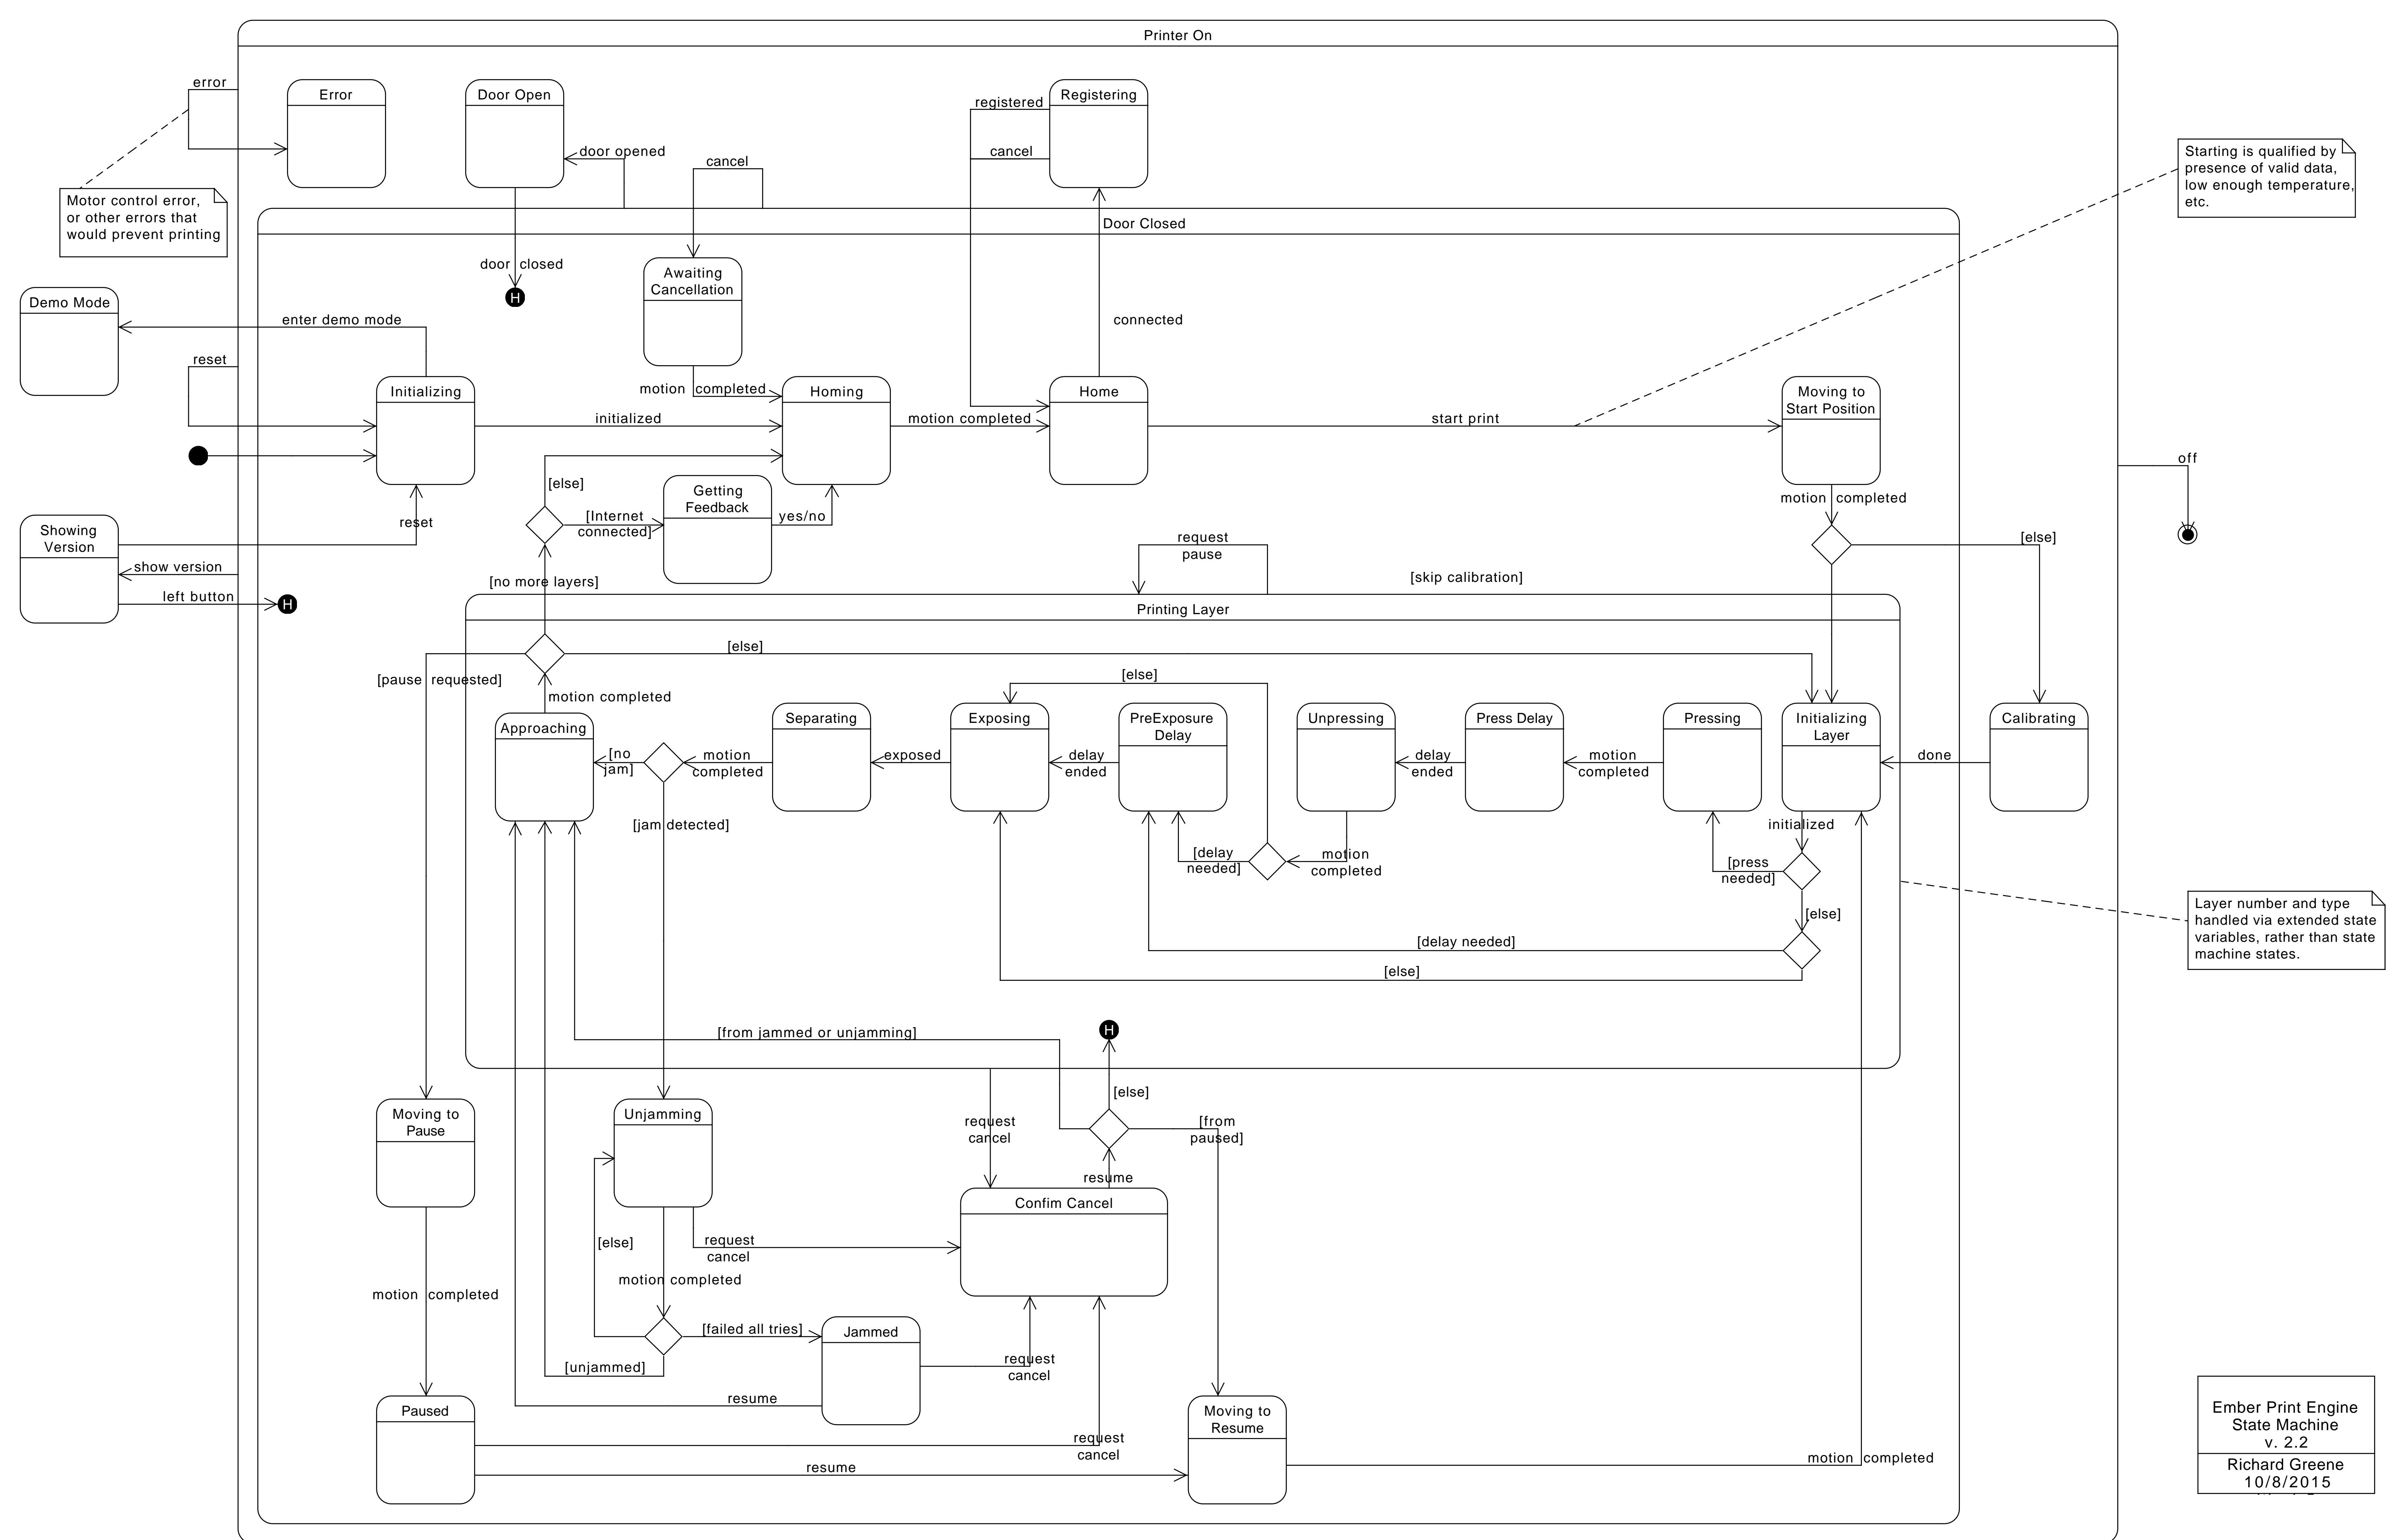 Printer On
error
Error
Door Open
Registering
registered
door opened
cancel
cancel
Motor control error,
or other errors that
would prevent printing
Starting is qualified by
presence of valid data,
low enough temperature,
etc.
Door Closed
door closed
H
Awaiting
Cancellation
Demo Mode
enter demo mode
connected
reset
motion completed
Initializing
initialized
Homing
motion completed
Home
start print
Moving to
Start Position
off
[else]
Getting
Feedback
[Internet
connected]
yes/no
motion completed
reset
Showing
Version
show version
left button
H
[no more layers]
request
pause
[skip calibration]
[else]
Printing Layer
[else]
[pause requested]
motion completed
[else]
Approaching
[no
jam]
motion
completed
Separating
exposed
Exposing
delay
ended
PreExposure
Delay
Unpressing
delay
ended
Press Delay
motion
completed
Pressing
Initializing
Layer
done
Calibrating
[jam detected]
initialized
[delay
needed]
motion
completed
[press
needed]
[else]
[delay needed]
[else]
Layer number and type
handled via extended state
variables, rather than state
machine states.
[from jammed or unjamming]
H
[else]
Moving to
Pause
Unjamming
request
cancel
[from
paused]
resume
Confim Cancel
[else]
request
cancel
motion completed
motion completed
[failed all tries]
Jammed
[unjammed]
request
cancel
resume
Paused
request
cancel
resume
Moving to
Resume
motion completed
Ember Print Engine
State Machine
v. 2.2
Richard Greene
10/8/2015